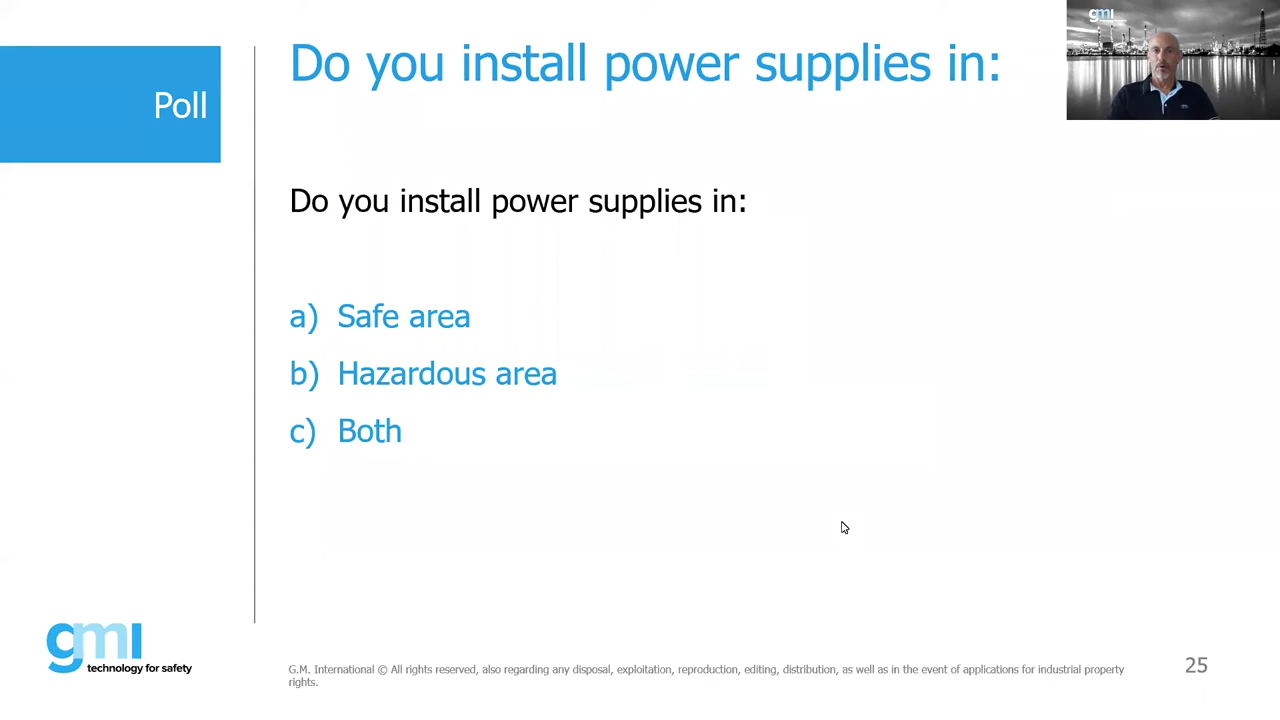 Do you install power supplies in:
Poll
gmi
Do you install power supplies in:
a) Safe area
b) Hazardous area
c) Both
gmi
technology for safety
G.M. International © All rights reserved, also regarding any disposal, exploitation, reproduction, editing, distribution, as well as in the event of applications for industrial property
rights.
25